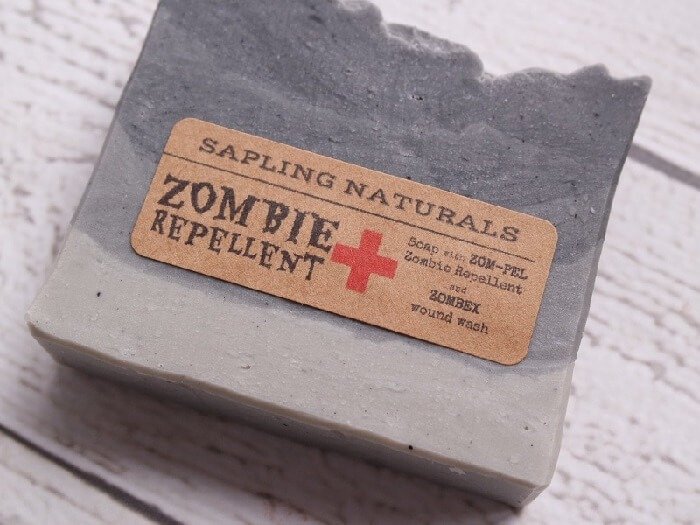 SAPLING NATURALS
ZOMBIE
REPELLENT
Soap with ZOM-PEL
Zombie Repellent
and
ZOMBEX
wound wash